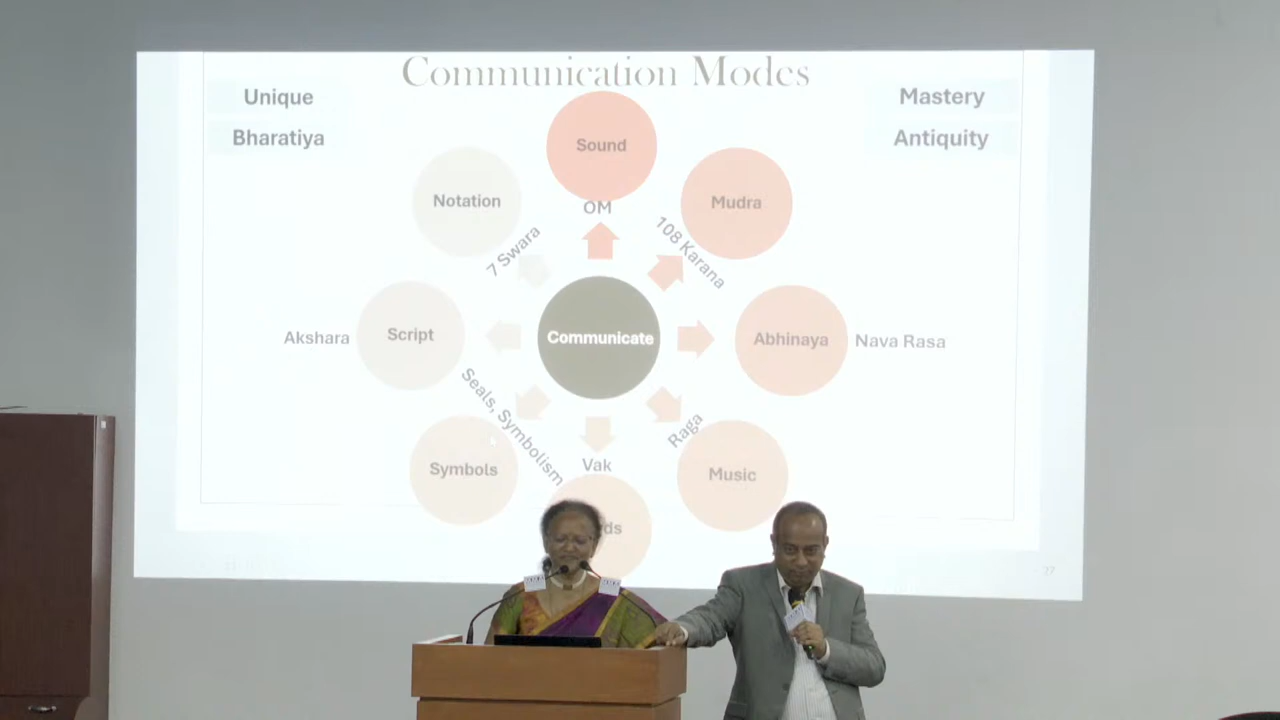 Communication Modes
Unique
Bharatiya
Mastery
Antiquity
Sound
OM
Notation
7 Swara
Mudra
108 Karana
Akshara
Script
Communicate
Abhinaya
Nava Rasa
Seals, Symbolism
Symbols
Vak
Raga
Music
27